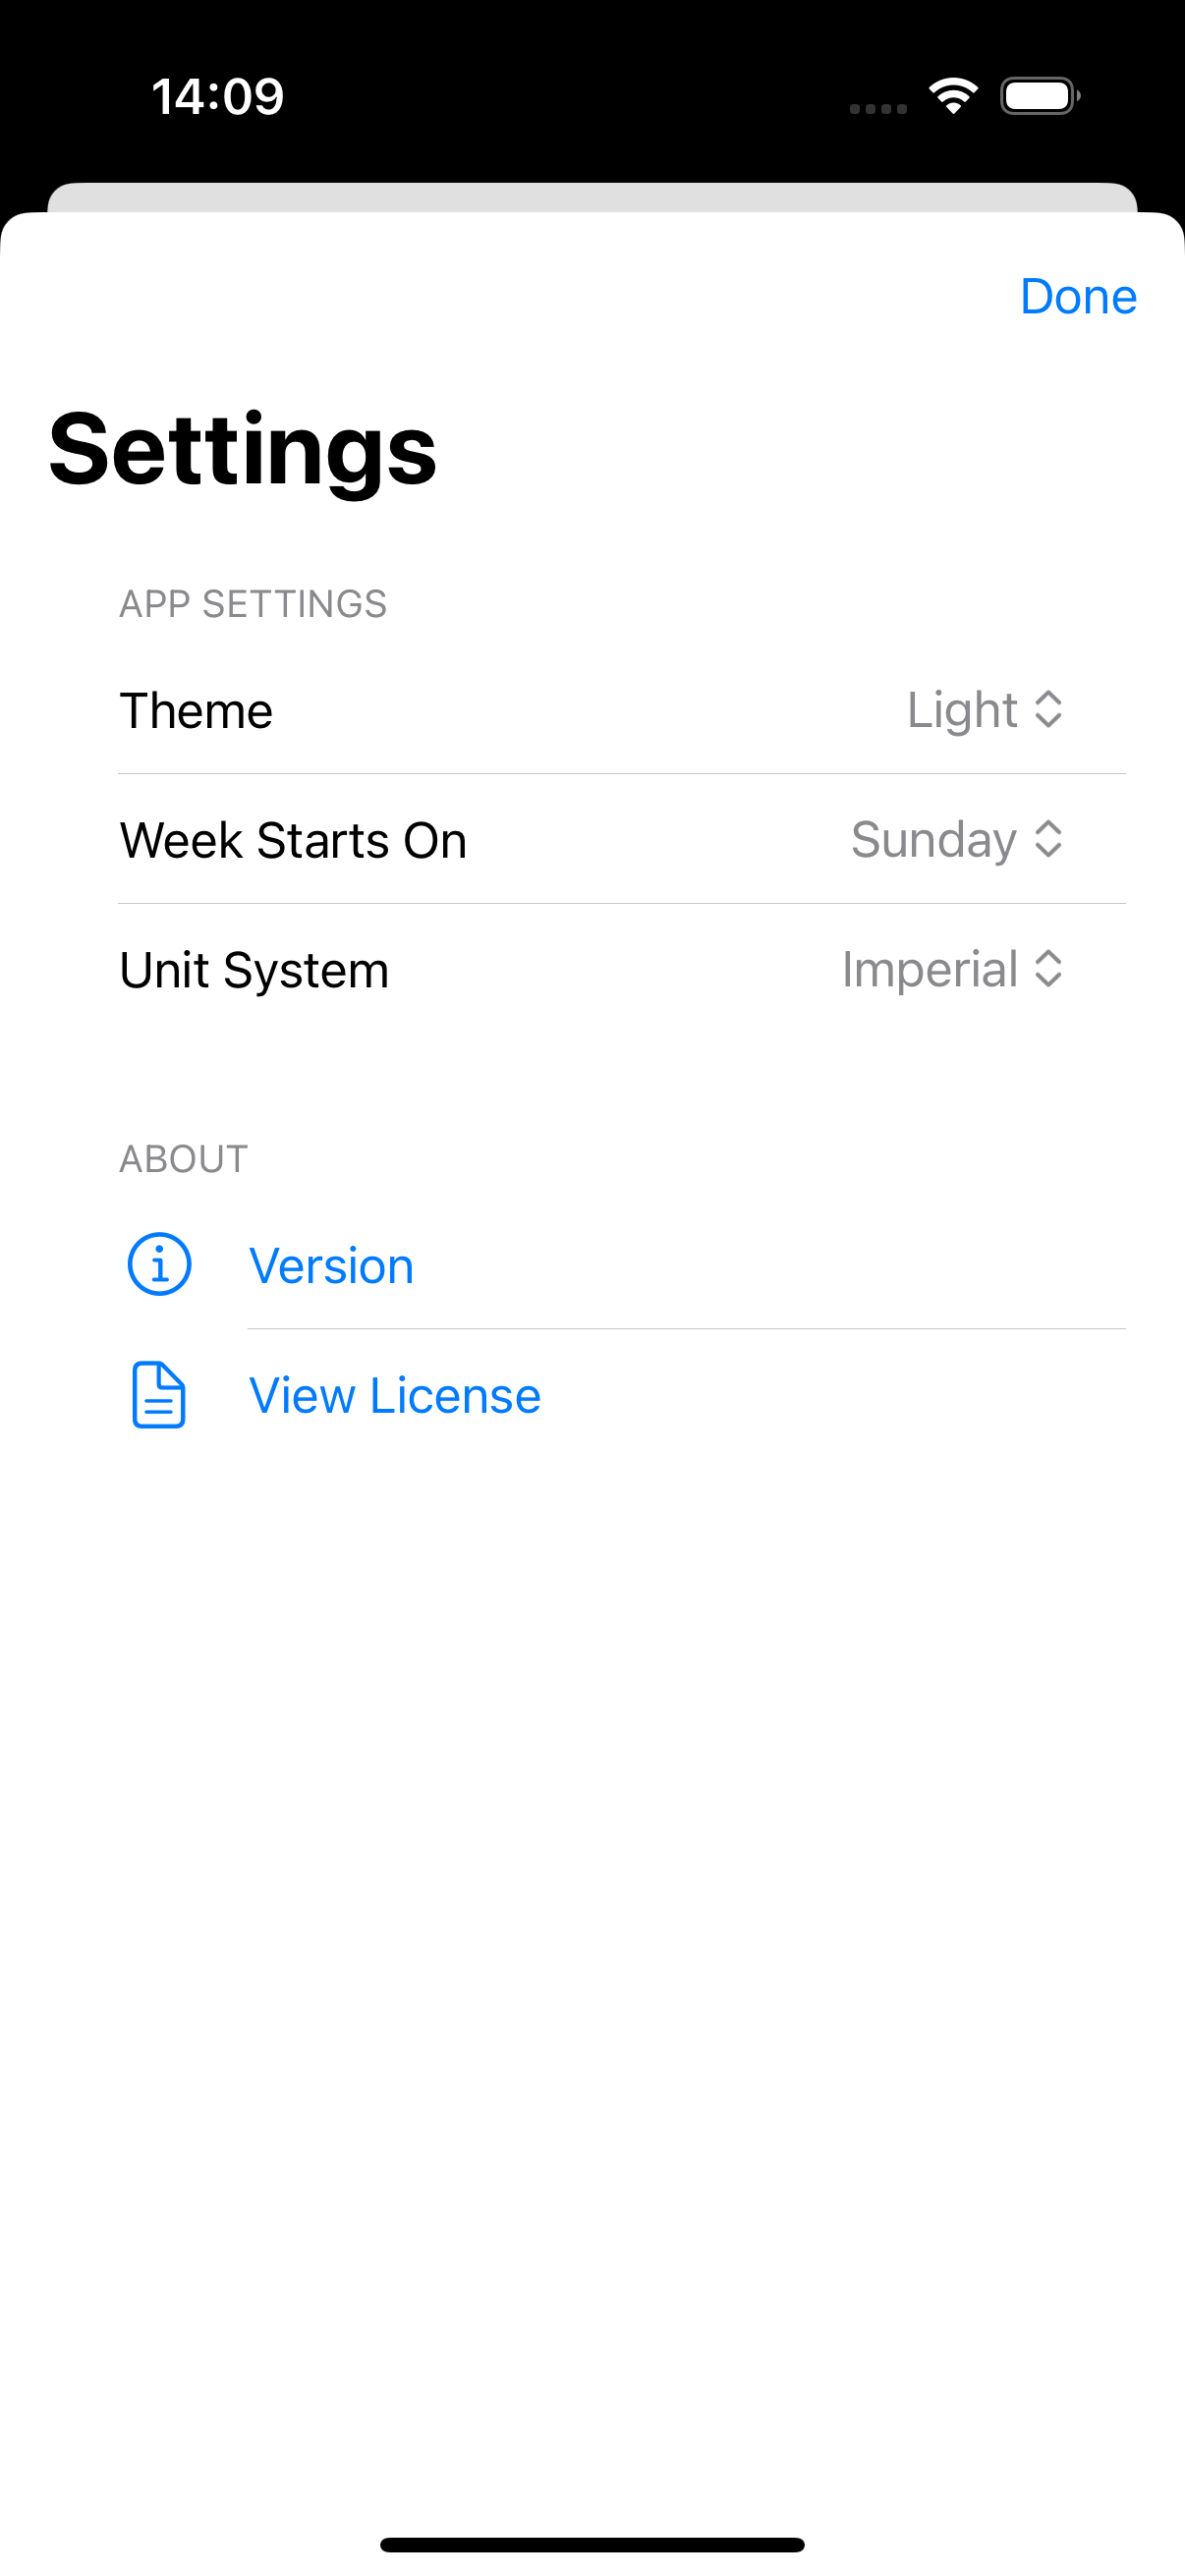 14:09
Done
Settings
APP SETTINGS
Theme Light
Week Starts On Sunday
Unit System Imperial
ABOUT
Version
View License